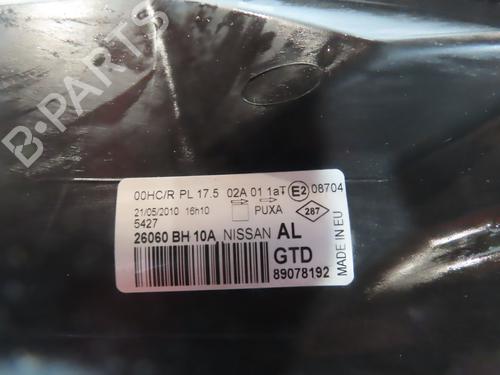 B-PARTS
00HC/R PL 17.5 02A 01 1aT E2 08704
21/05/2010 16h10 PUXA 287
5427
26060 BH 10A NISSAN AL
GTD
89078192
MADE IN EU